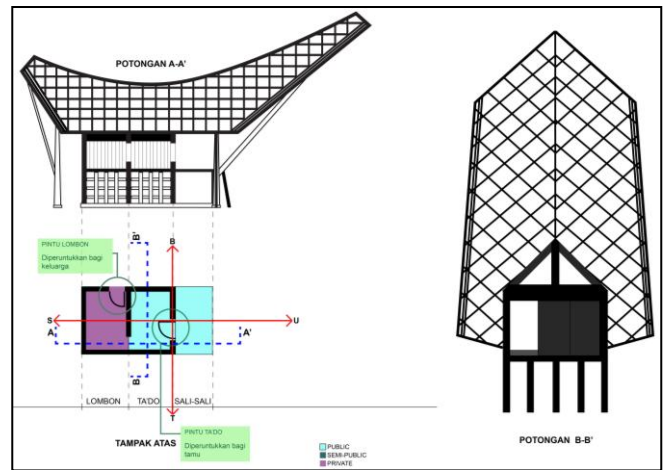 POTONGAN A-A'
PINTU LOMBON
Diperuntukkan bagi
keluarga
B'
B
S
A
A'
U
B
T
LOMBON
TA'DO
SALI-SALI
TAMPAK ATAS
PINTU TA'DO
Diperuntukkan bagi
tamu
PUBLIC
SEMI-PUBLIC
PRIVATE
POTONGAN B-B'